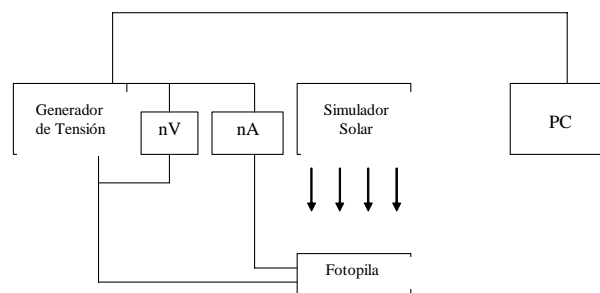 Generador
de Tensión
nV
nA
Simulador
Solar
PC
Fotopila